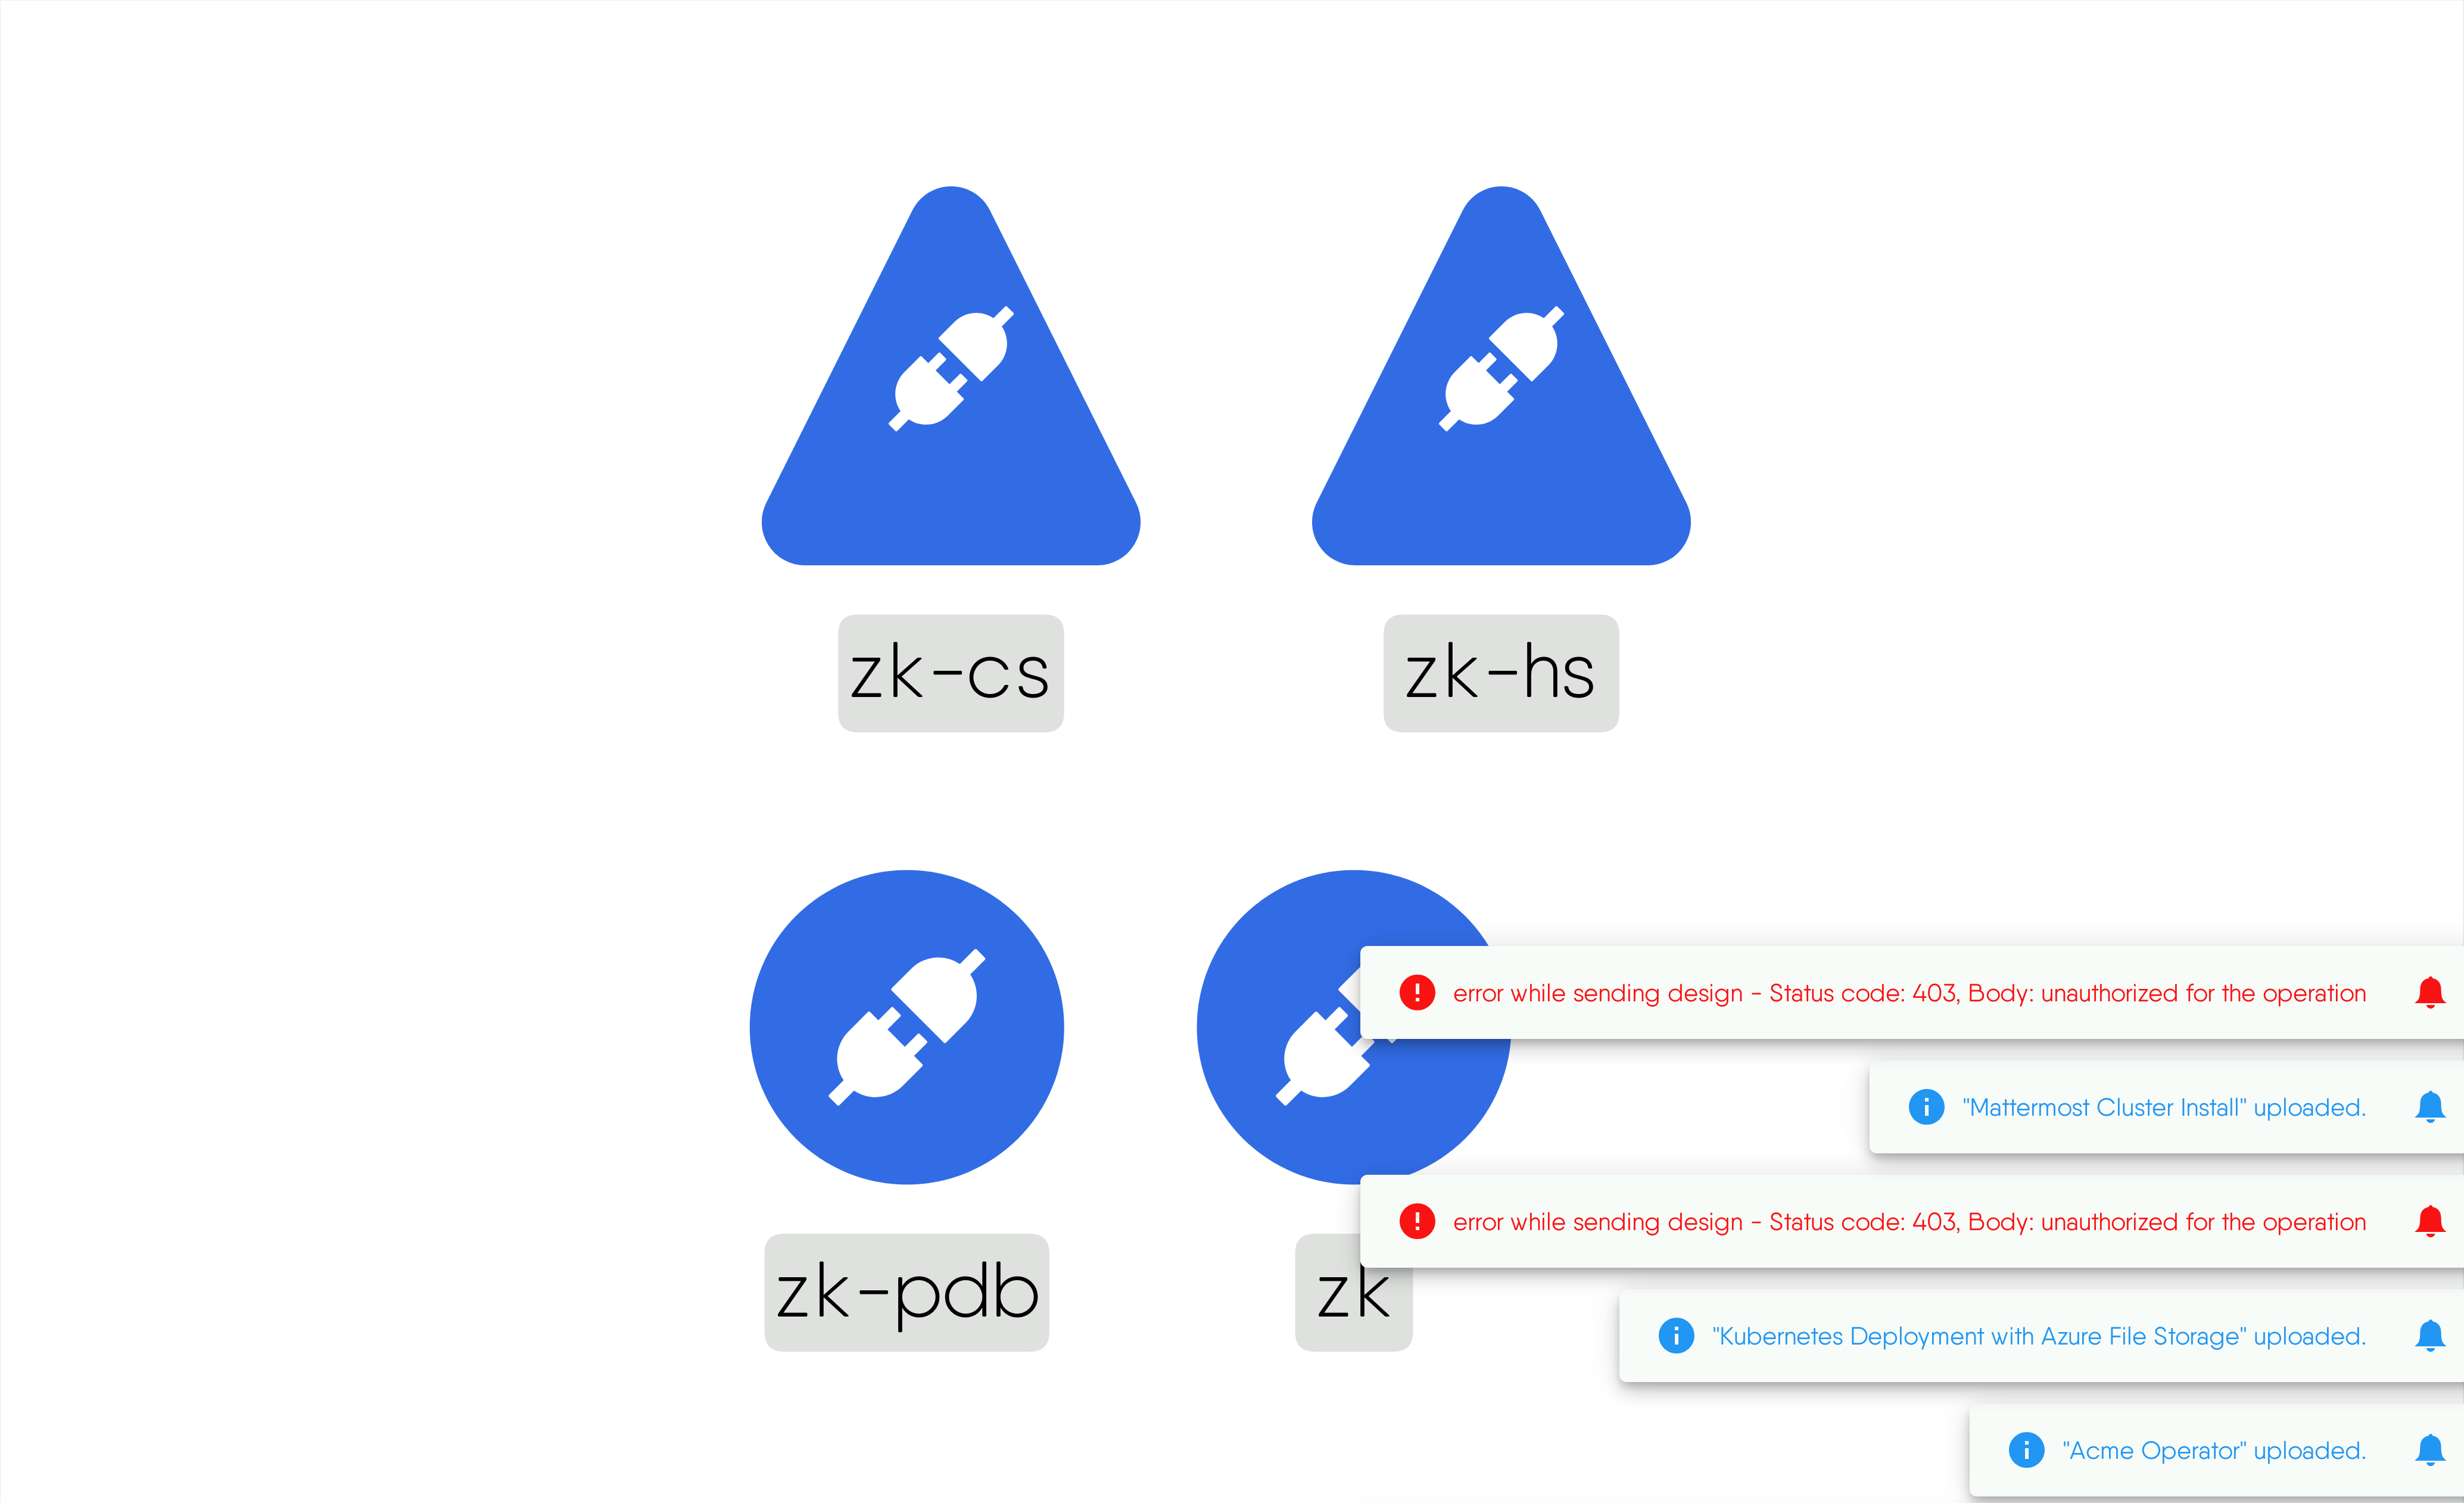 zk-cs
zk-hs
zk-pdb
zk
error while sending design - Status code: 403, Body: unauthorized for the operation
"Mattermost Cluster Install" uploaded.
error while sending design - Status code: 403, Body: unauthorized for the operation
"Kubernetes Deployment with Azure File Storage" uploaded.
"Acme Operator" uploaded.